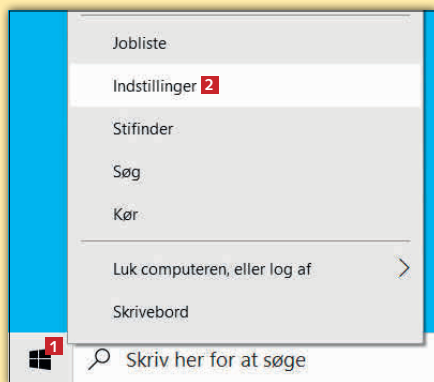 Jobliste
Indstillinger 2
Stifinder
Søg
Kør
Luk computeren, eller log af
Skrivebord
1
Skriv her for at søge